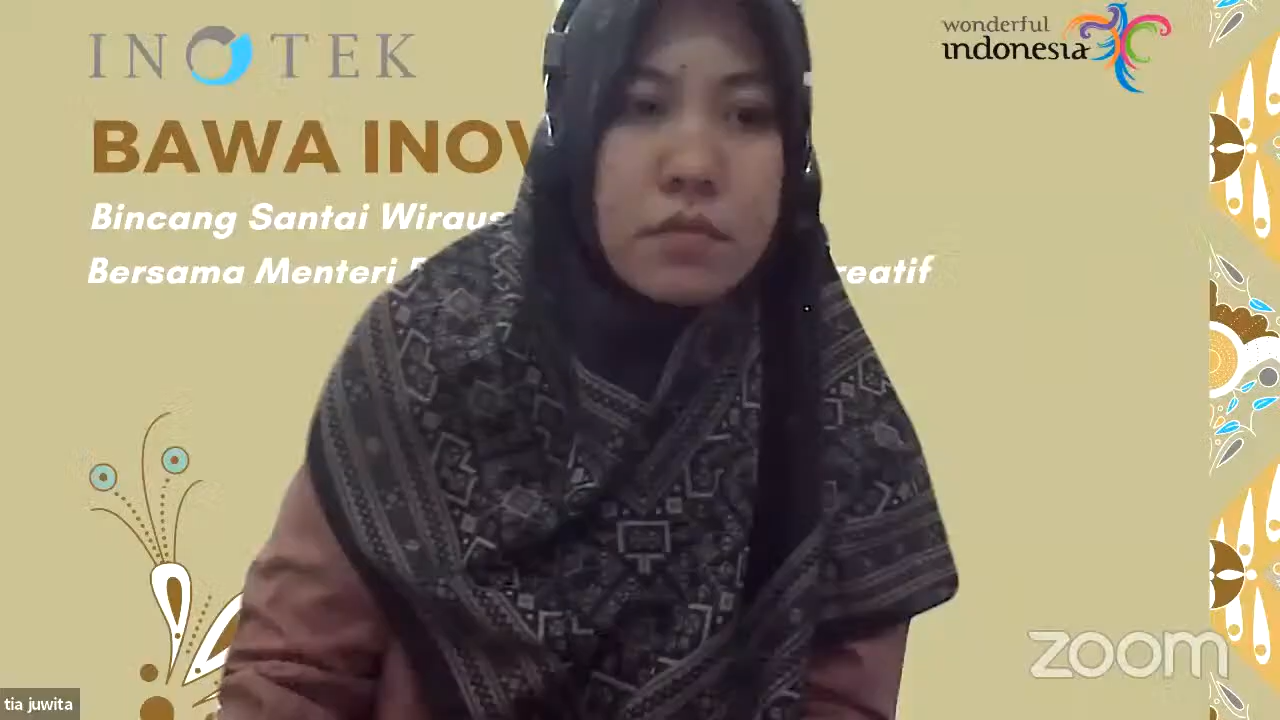 INOTEK
wonderful
indonesia
BAWA INOV
Bincang Santai Wiraus
Bersama Menteri
reatif
zoom
tia juwita